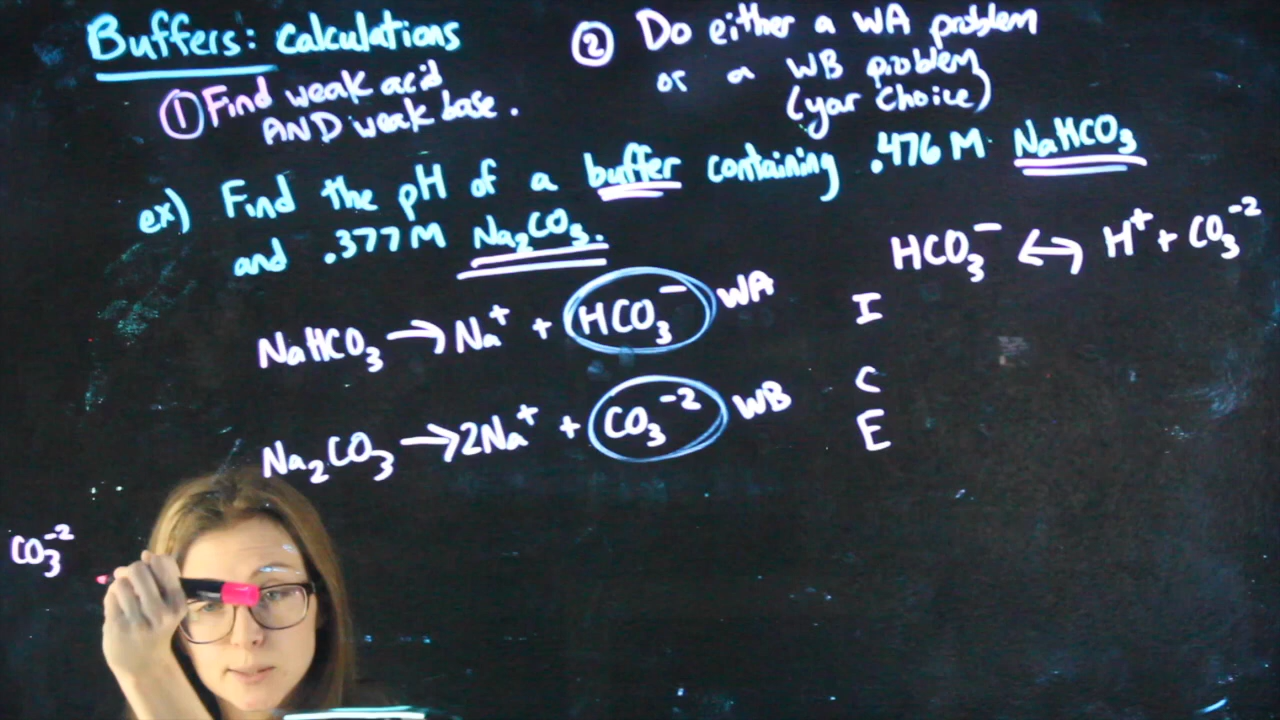 Buffers: Calculations
① Find weak acid
AND weak base.
② Do either a WA problem
or a WB problem
(your choice)
ex) Find the pH of a buffer containing .476 M NaHCO₃
and .377 M Na₂CO₃.
NaHCO₃ → Na⁺ + HCO₃⁻ WA
Na₂CO₃ → 2Na⁺ + CO₃⁻² WB
HCO₃⁻ ↔ H⁺ + CO₃⁻²
I
C
E
CO₃⁻²